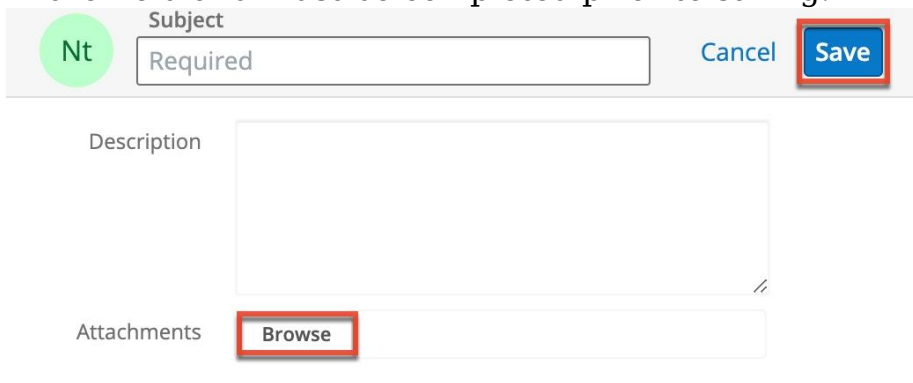 Subject
Nt
Required
Cancel
Save
Description
Attachments
Browse